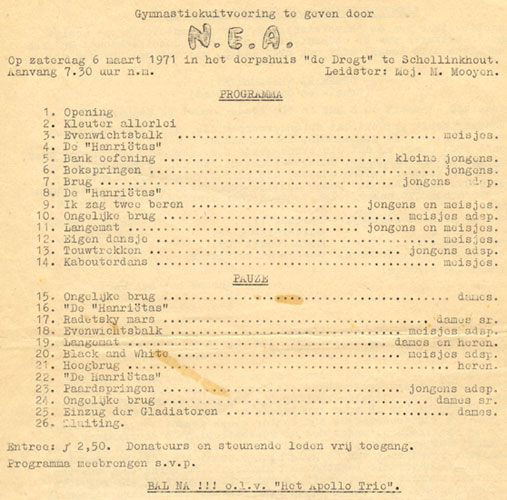 Gymnastiekuitvoering te geven door
N.E.A.
Op zaterdag 6 maart 1971 in het dorpshuis "de Dregt" te Schellinkhout.
Aanvang 7.30 uur n.m. Leidster: Mej. M. Mooyen.
PROGRAMMA
1. Opening
2. Kleuter allerlei
3. Evenwichtsbalk .......... meisjes.
4. De "Hanriëtas"
5. Bank oefening .......... kleine jongens.
6. Bokspringen .......... jongens.
7. Brug .......... jongens adsp.
8. De "Hanriëtas"
9. Ik zag twee beren .......... jongens en meisjes.
10. Ongelijke brug .......... meisjes adsp.
11. Langemat .......... jongens en meisjes.
12. Eigen dansje .......... meisjes.
13. Touwtrekken .......... jongens adsp.
14. Kabouterdans .......... meisjes.
PAUZE
15. Ongelijke brug .......... dames.
16. "De Hanriëtas"
17. Radetsky mars .......... dames sr.
18. Evenwichtsbalk .......... meisjes adsp.
19. Langemat .......... dames en heren.
20. Black and White .......... meisjes adsp.
21. Hoogbrug .......... heren.
22. "De Hanriëtas"
23. Paardspringen .......... jongens adsp.
24. Ongelijke brug .......... dames sr.
25. Einzug der Gladiatoren .......... dames.
26. Sluiting.
Entree: ƒ 2,50. Donateurs en steunende leden vrij toegang.
Programma meebrengen s.v.p.
BAL NA !!! o.l.v. "Het Apollo Trio".